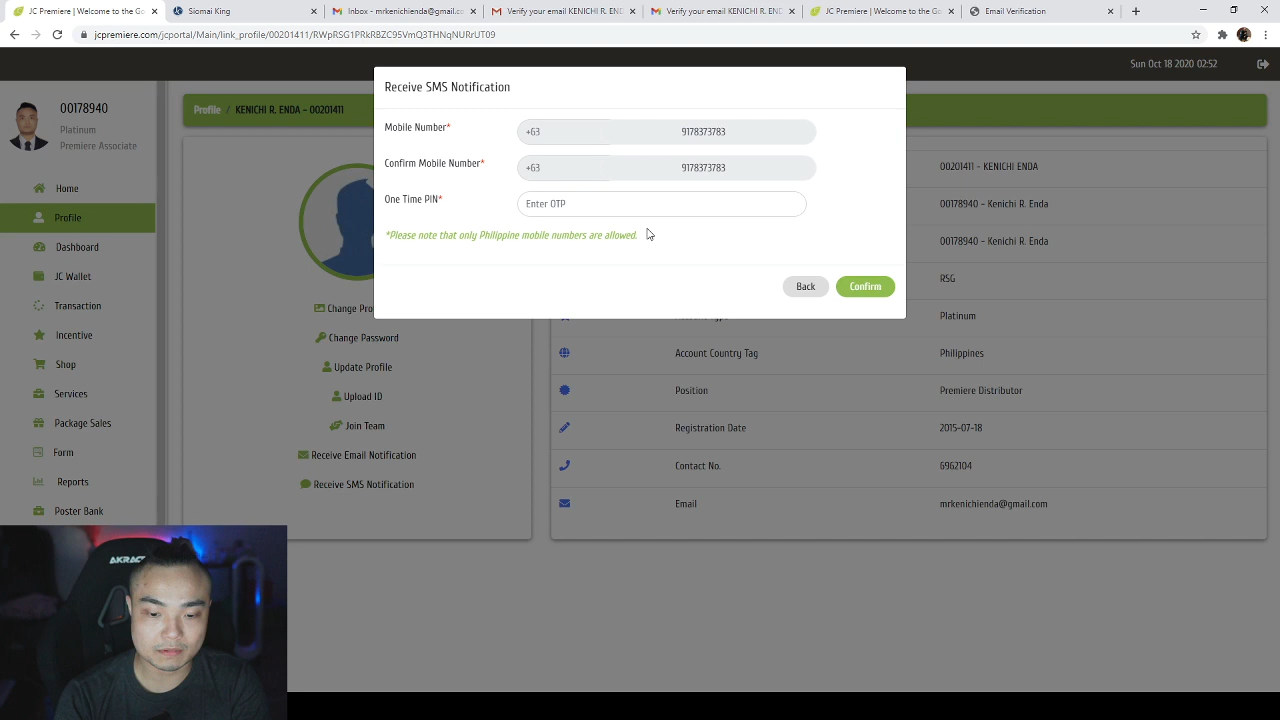 JC Premiere | Welcome to the Go
Siomai King
Inbox - mrkenichienda@gmail.c
Verify your email KENICHI R. END
Verify your email KENICHI R. END
JC Premiere | Welcome to the Go
Email Verification
jcpremiere.com/jcportal/Main/link_profile/00201411/RWpRSG1PRkRBZC95VmQ3THNqNURrUT09
Sun Oct 18 2020 02:52
00178940
Platinum
Premiere Associate
Home
Profile
Dashboard
JC Wallet
Transaction
Incentive
Shop
Services
Package Sales
Form
Reports
Poster Bank
Profile / KENICHI R. ENDA - 00201411
Change Pro
Change Password
Update Profile
Upload ID
Join Team
Receive Email Notification
Receive SMS Notification
Receive SMS Notification
Mobile Number*
+63
9178373783
Confirm Mobile Number*
+63
9178373783
One Time PIN*
Enter OTP
*Please note that only Philippine mobile numbers are allowed.
Back
Confirm
00201411 - KENICHI ENDA
00178940 - Kenichi R. Enda
00178940 - Kenichi R. Enda
RSG
Platinum
Account Country Tag
Philippines
Position
Premiere Distributor
Registration Date
2015-07-18
Contact No.
6962104
Email
mrkenichienda@gmail.com
AKRAC